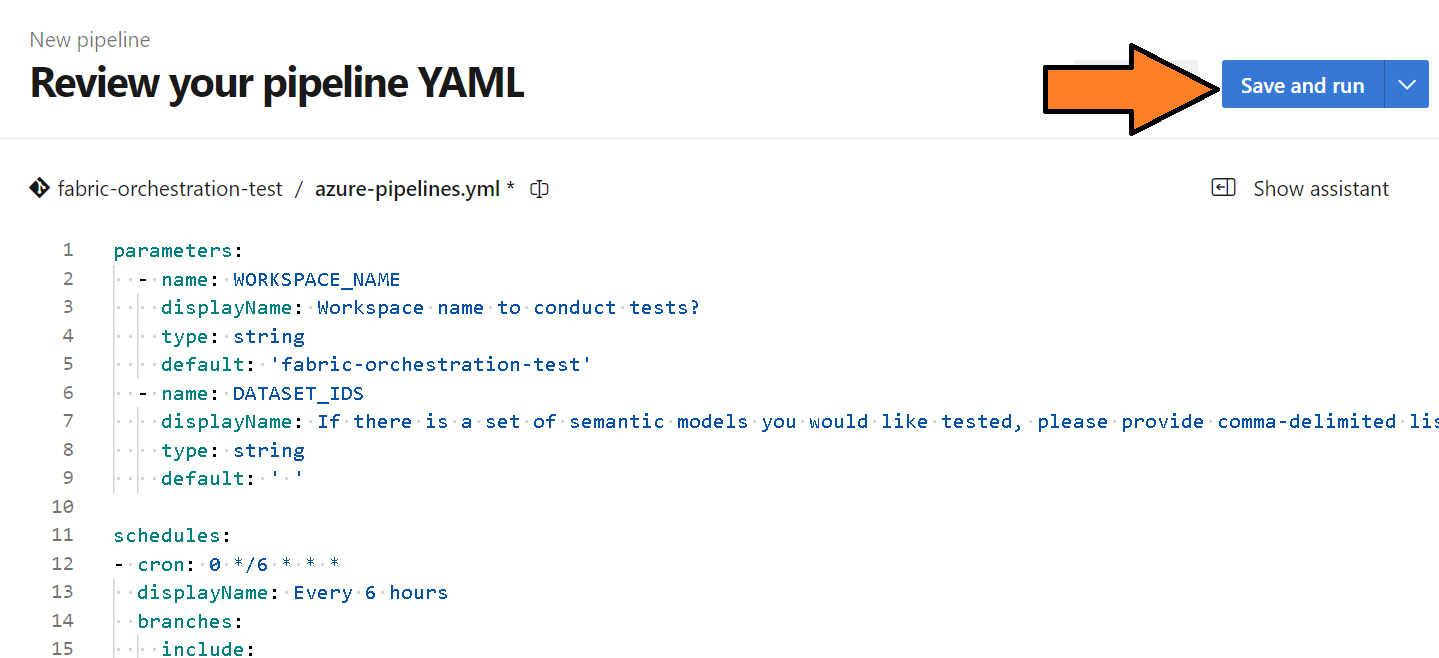 New pipeline
Review your pipeline YAML
Save and run
fabric-orchestration-test / azure-pipelines.yml *
Show assistant
1 parameters:
2 - name: WORKSPACE_NAME
3 displayName: Workspace name to conduct tests?
4 type: string
5 default: 'fabric-orchestration-test'
6 - name: DATASET_IDS
7 displayName: If there is a set of semantic models you would like tested, please provide comma-delimited lis
8 type: string
9 default: ' '
10
11 schedules:
12 - cron: 0 */6 * * *
13 displayName: Every 6 hours
14 branches:
15 include: